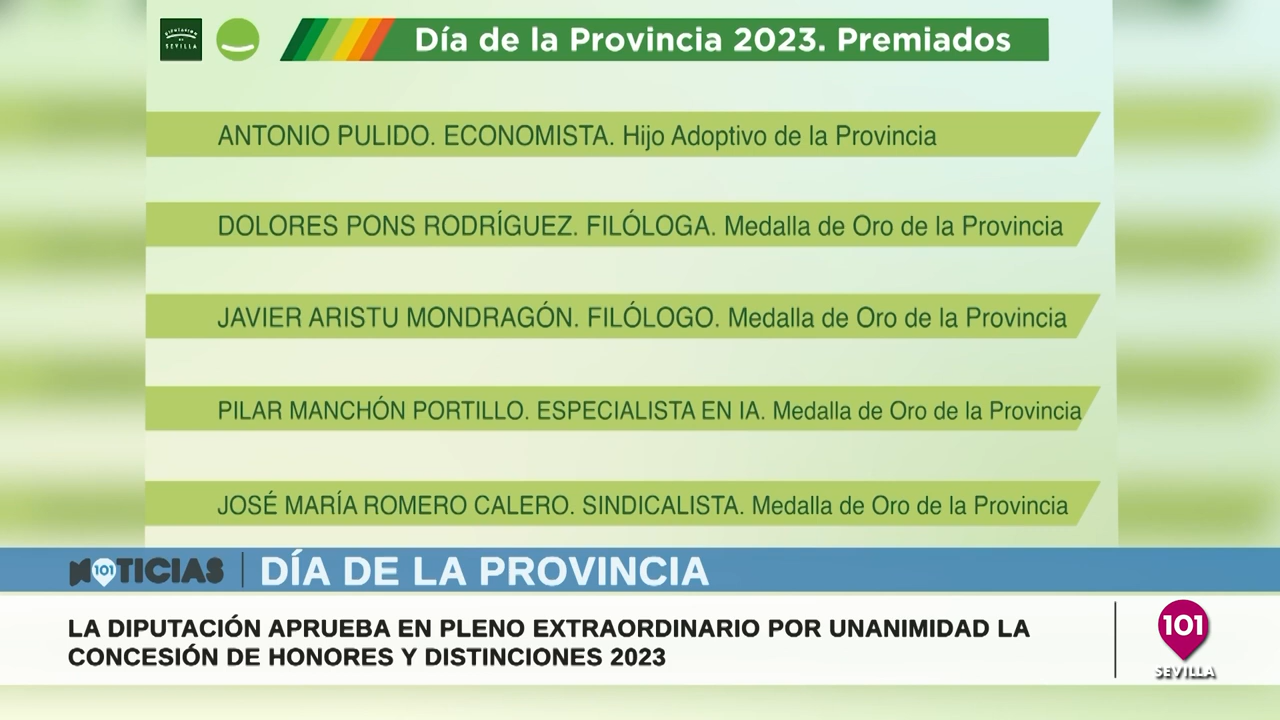 DIPUTACIÓN DE SEVILLA
Día de la Provincia 2023. Premiados
ANTONIO PULIDO. ECONOMISTA. Hijo Adoptivo de la Provincia
DOLORES PONS RODRÍGUEZ. FILÓLOGA. Medalla de Oro de la Provincia
JAVIER ARISTU MONDRAGÓN. FILÓLOGO. Medalla de Oro de la Provincia
PILAR MANCHÓN PORTILLO. ESPECIALISTA EN IA. Medalla de Oro de la Provincia
JOSÉ MARÍA ROMERO CALERO. SINDICALISTA. Medalla de Oro de la Provincia
NOTICIAS 101 DÍA DE LA PROVINCIA
LA DIPUTACIÓN APRUEBA EN PLENO EXTRAORDINARIO POR UNANIMIDAD LA
CONCESIÓN DE HONORES Y DISTINCIONES 2023
101
SEVILLA